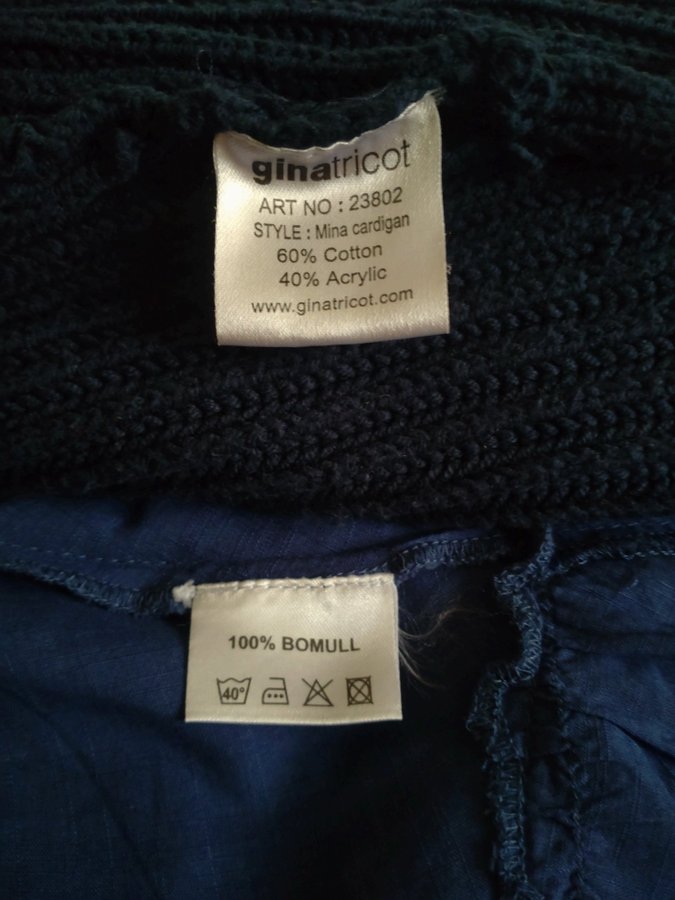 ginatricot
ART NO : 23802
STYLE : Mina cardigan
60% Cotton
40% Acrylic
www.ginatricot.com
100% BOMULL
40°